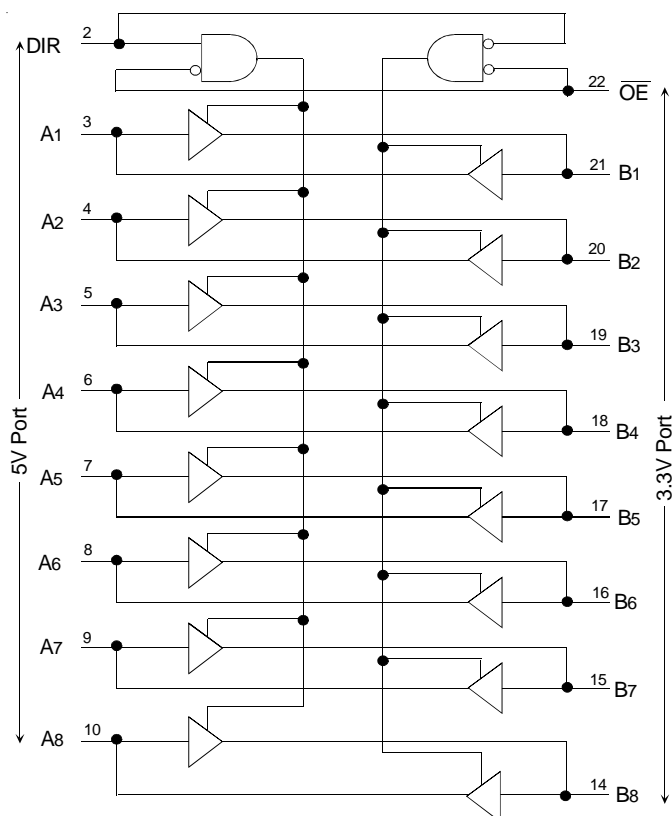 DIR 2
22 OE
A1 3
21 B1
A2 4
20 B2
A3 5
19 B3
A4 6
18 B4
A5 7
17 B5
A6 8
16 B6
A7 9
15 B7
A8 10
14 B8
5V Port
3.3V Port